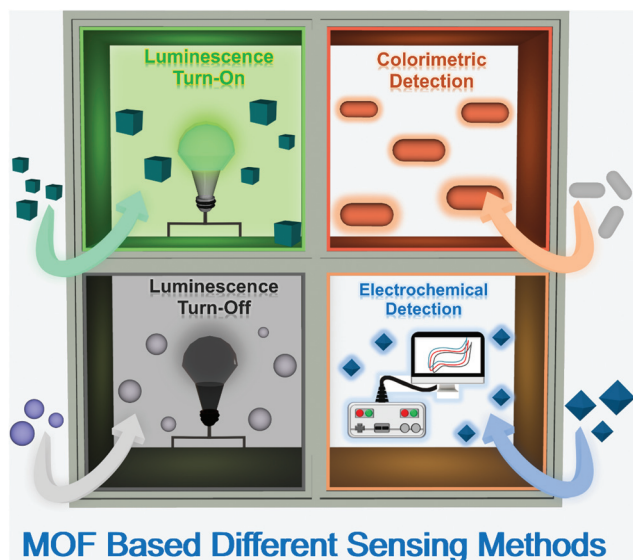 Luminescence
Turn-On
Colorimetric
Detection
Luminescence
Turn-Off
Electrochemical
Detection
MOF Based Different Sensing Methods